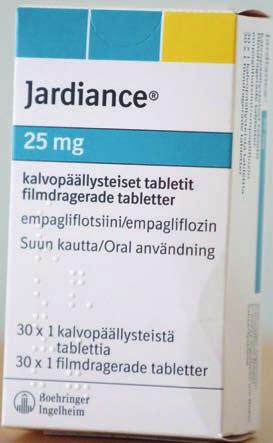 Jardiance®
25 mg
kalvopäällysteiset tabletit
filmdragerade tabletter
empagliflotsiini/empagliflozin
Suun kautta/Oral användning
30 x 1 kalvopäällysteistä
tablettia
30 x 1 filmdragerade tabletter
Boehringer
Ingelheim